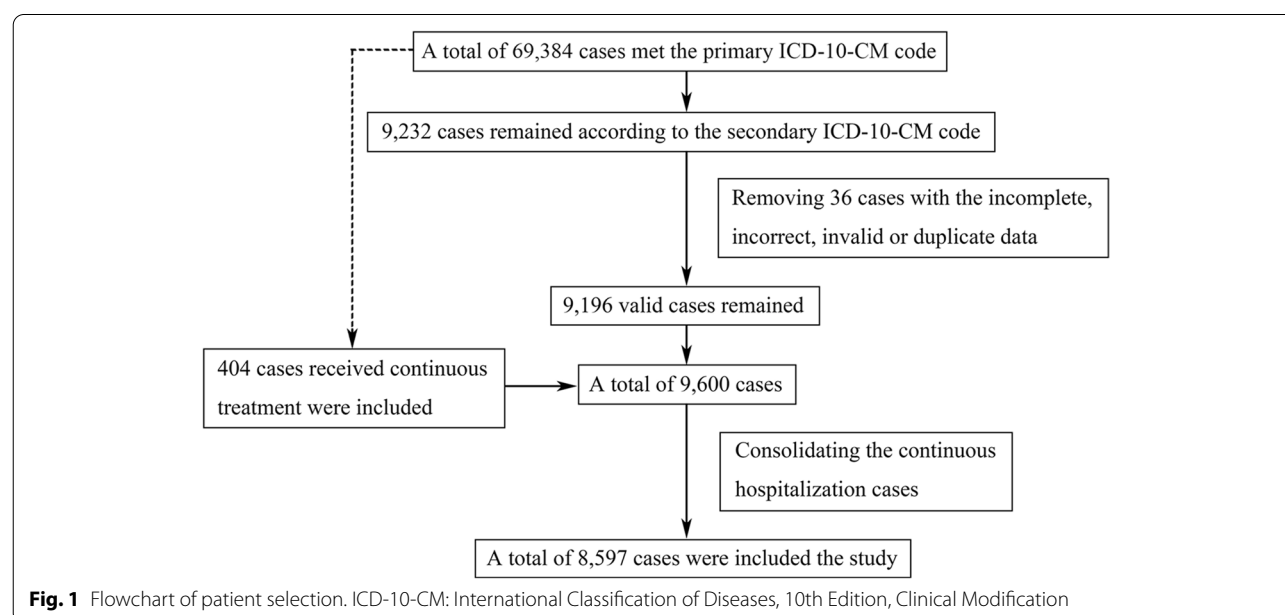 A total of 69,384 cases met the primary ICD-10-CM code
9,232 cases remained according to the secondary ICD-10-CM code
Removing 36 cases with the incomplete,
incorrect, invalid or duplicate data
9,196 valid cases remained
404 cases received continuous
treatment were included
A total of 9,600 cases
Consolidating the continuous
hospitalization cases
A total of 8,597 cases were included the study
Fig. 1 Flowchart of patient selection. ICD-10-CM: International Classification of Diseases, 10th Edition, Clinical Modification